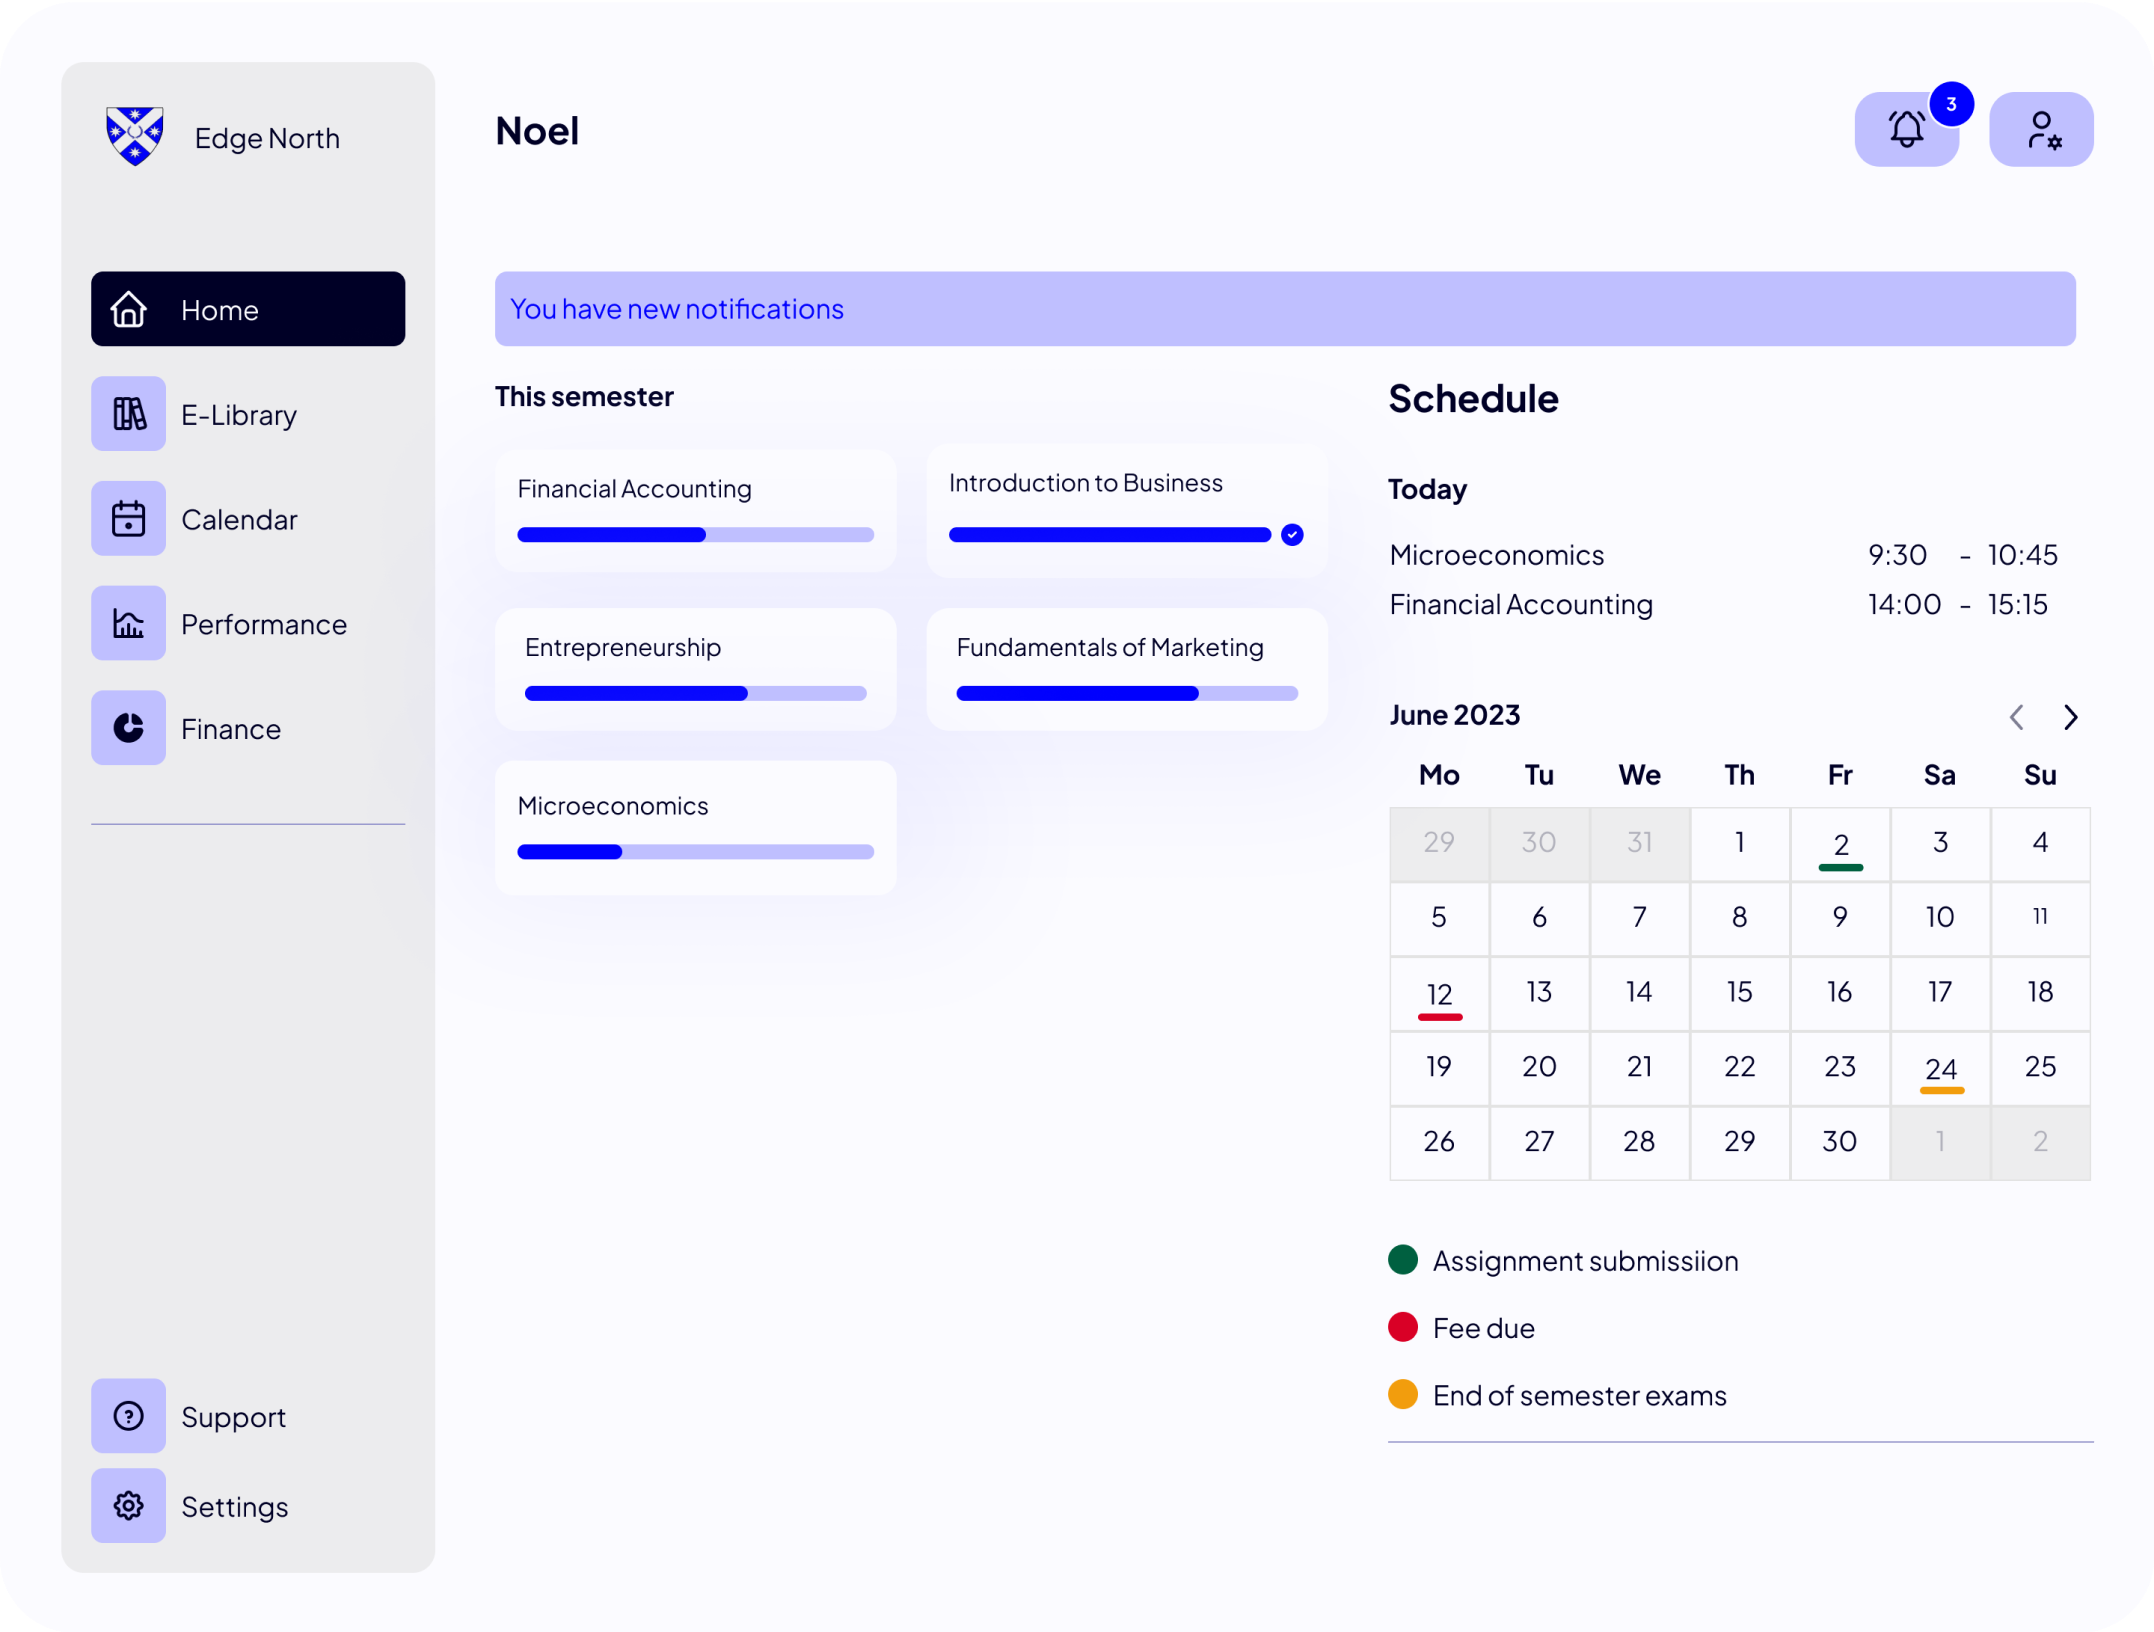 Edge North
Noel
3
Home
You have new notifications
E-Library
Calendar
Performance
Finance
Support
Settings
This semester
Financial Accounting
Introduction to Business
Entrepreneurship
Fundamentals of Marketing
Microeconomics
Schedule
Today
Microeconomics 9:30 - 10:45
Financial Accounting 14:00 - 15:15
June 2023
Mo Tu We Th Fr Sa Su
29 30 31 1 2 3 4
5 6 7 8 9 10 11
12 13 14 15 16 17 18
19 20 21 22 23 24 25
26 27 28 29 30 1 2
Assignment submissiion
Fee due
End of semester exams